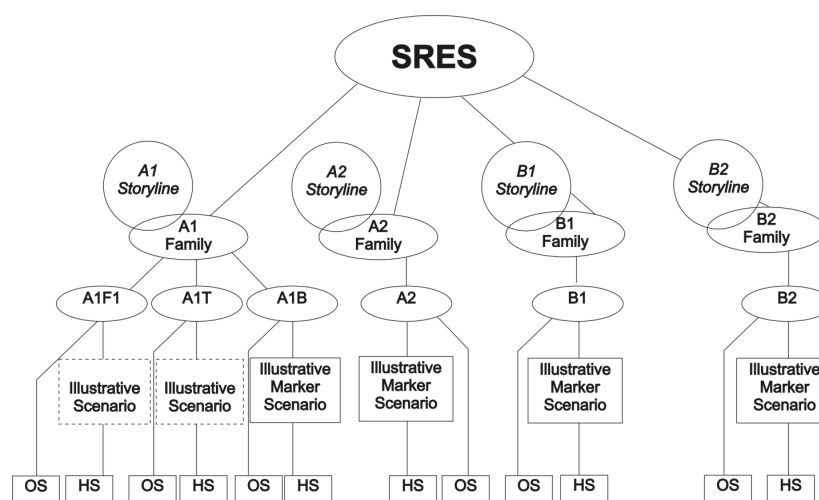 SRES
A1
Storyline
A2
Storyline
B1
Storyline
B2
Storyline
A1
Family
A2
Family
B1
Family
B2
Family
A1F1
A1T
A1B
A2
B1
B2
Illustrative
Scenario
Illustrative
Scenario
Illustrative
Marker
Scenario
Illustrative
Marker
Scenario
Illustrative
Marker
Scenario
Illustrative
Marker
Scenario
OS
HS
OS
HS
OS
HS
HS
OS
OS
HS
OS
HS